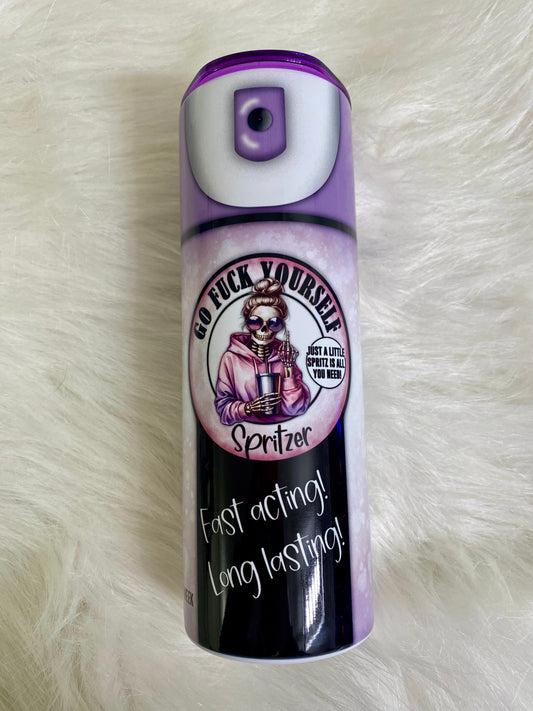 GO FUCK YOURSELF
JUST A LITTLE
SPRITZ IS ALL
YOU NEED!
Spritzer
Fast acting!
Long lasting!